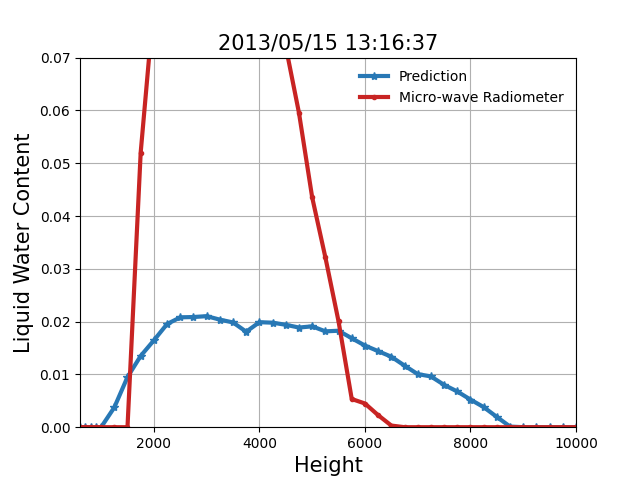 2013/05/15 13:16:37
0.07
0.06
0.05
0.04
0.03
0.02
0.01
0.00
Liquid Water Content
Prediction
Micro-wave Radiometer
2000 4000 6000 8000 10000
Height